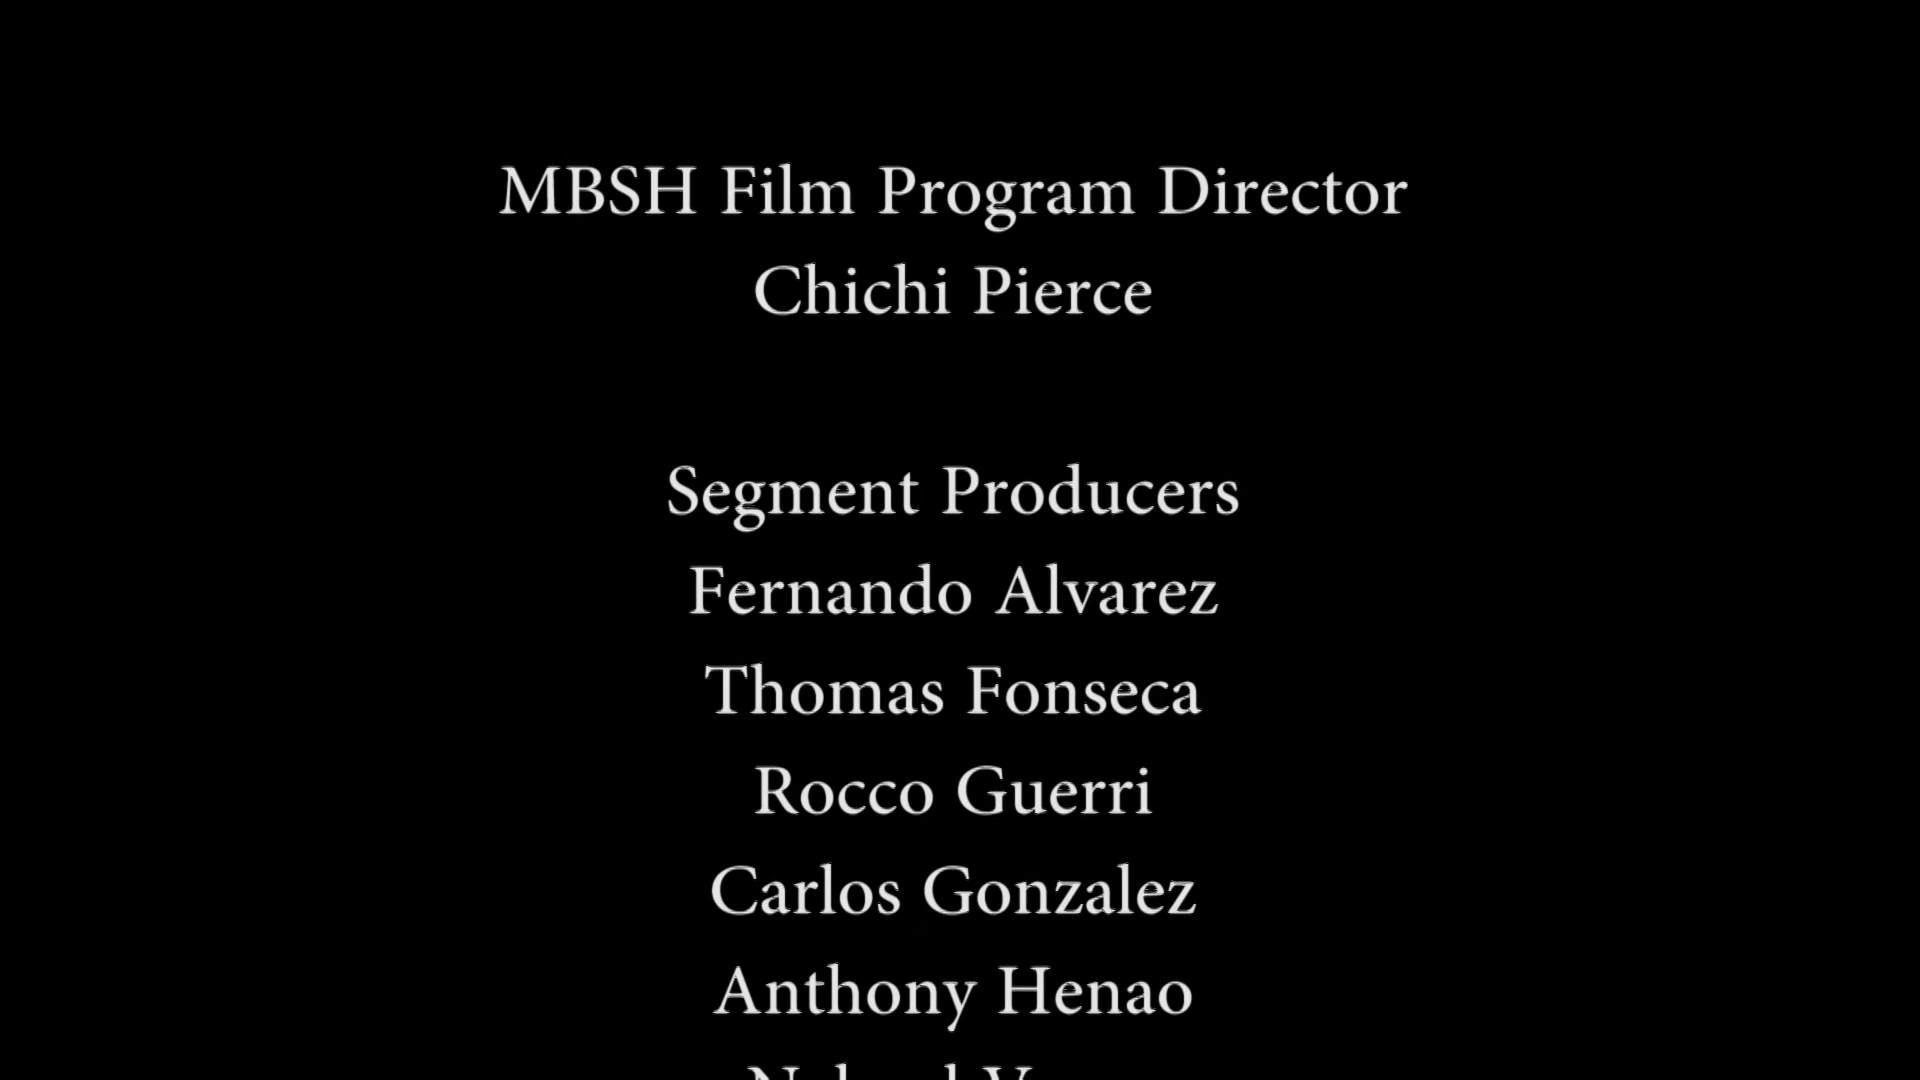 MBSH Film Program Director
Chichi Pierce
Segment Producers
Fernando Alvarez
Thomas Fonseca
Rocco Guerri
Carlos Gonzalez
Anthony Henao